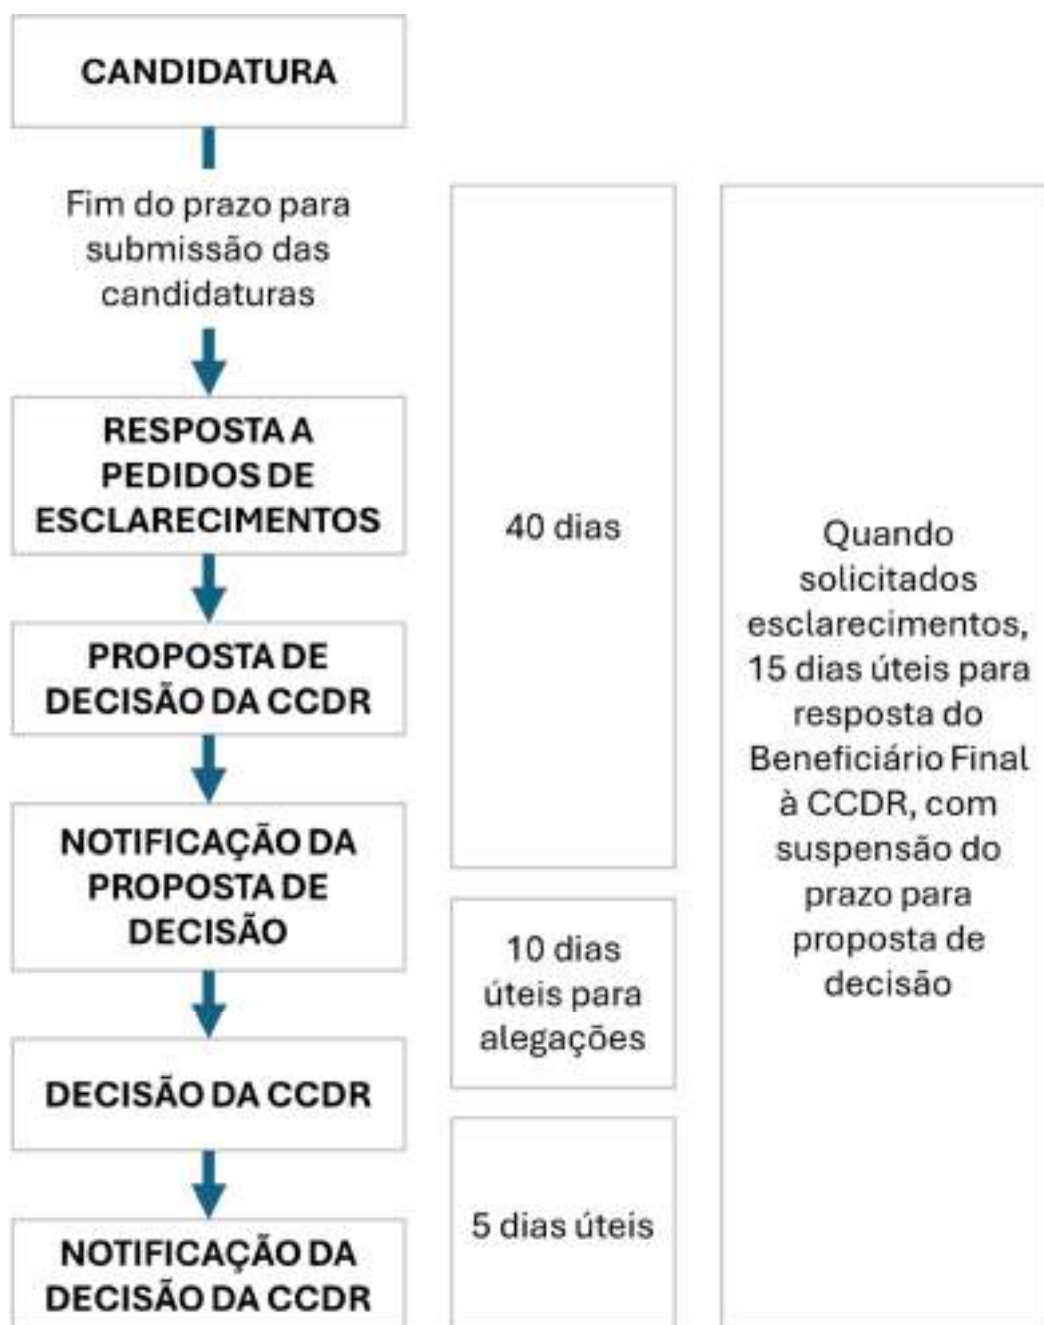 CANDIDATURA
Fim do prazo para
submissão das
candidaturas
RESPOSTA A
PEDIDOS DE
ESCLARECIMENTOS
PROPOSTA DE
DECISÃO DA CCDR
NOTIFICAÇÃO DA
PROPOSTA DE
DECISÃO
DECISÃO DA CCDR
NOTIFICAÇÃO DA
DECISÃO DA CCDR
40 dias
10 dias
úteis para
alegações
5 dias úteis
Quando
solicitados
esclarecimentos,
15 dias úteis para
resposta do
Beneficiário Final
à CCDR, com
suspensão do
prazo para
proposta de
decisão